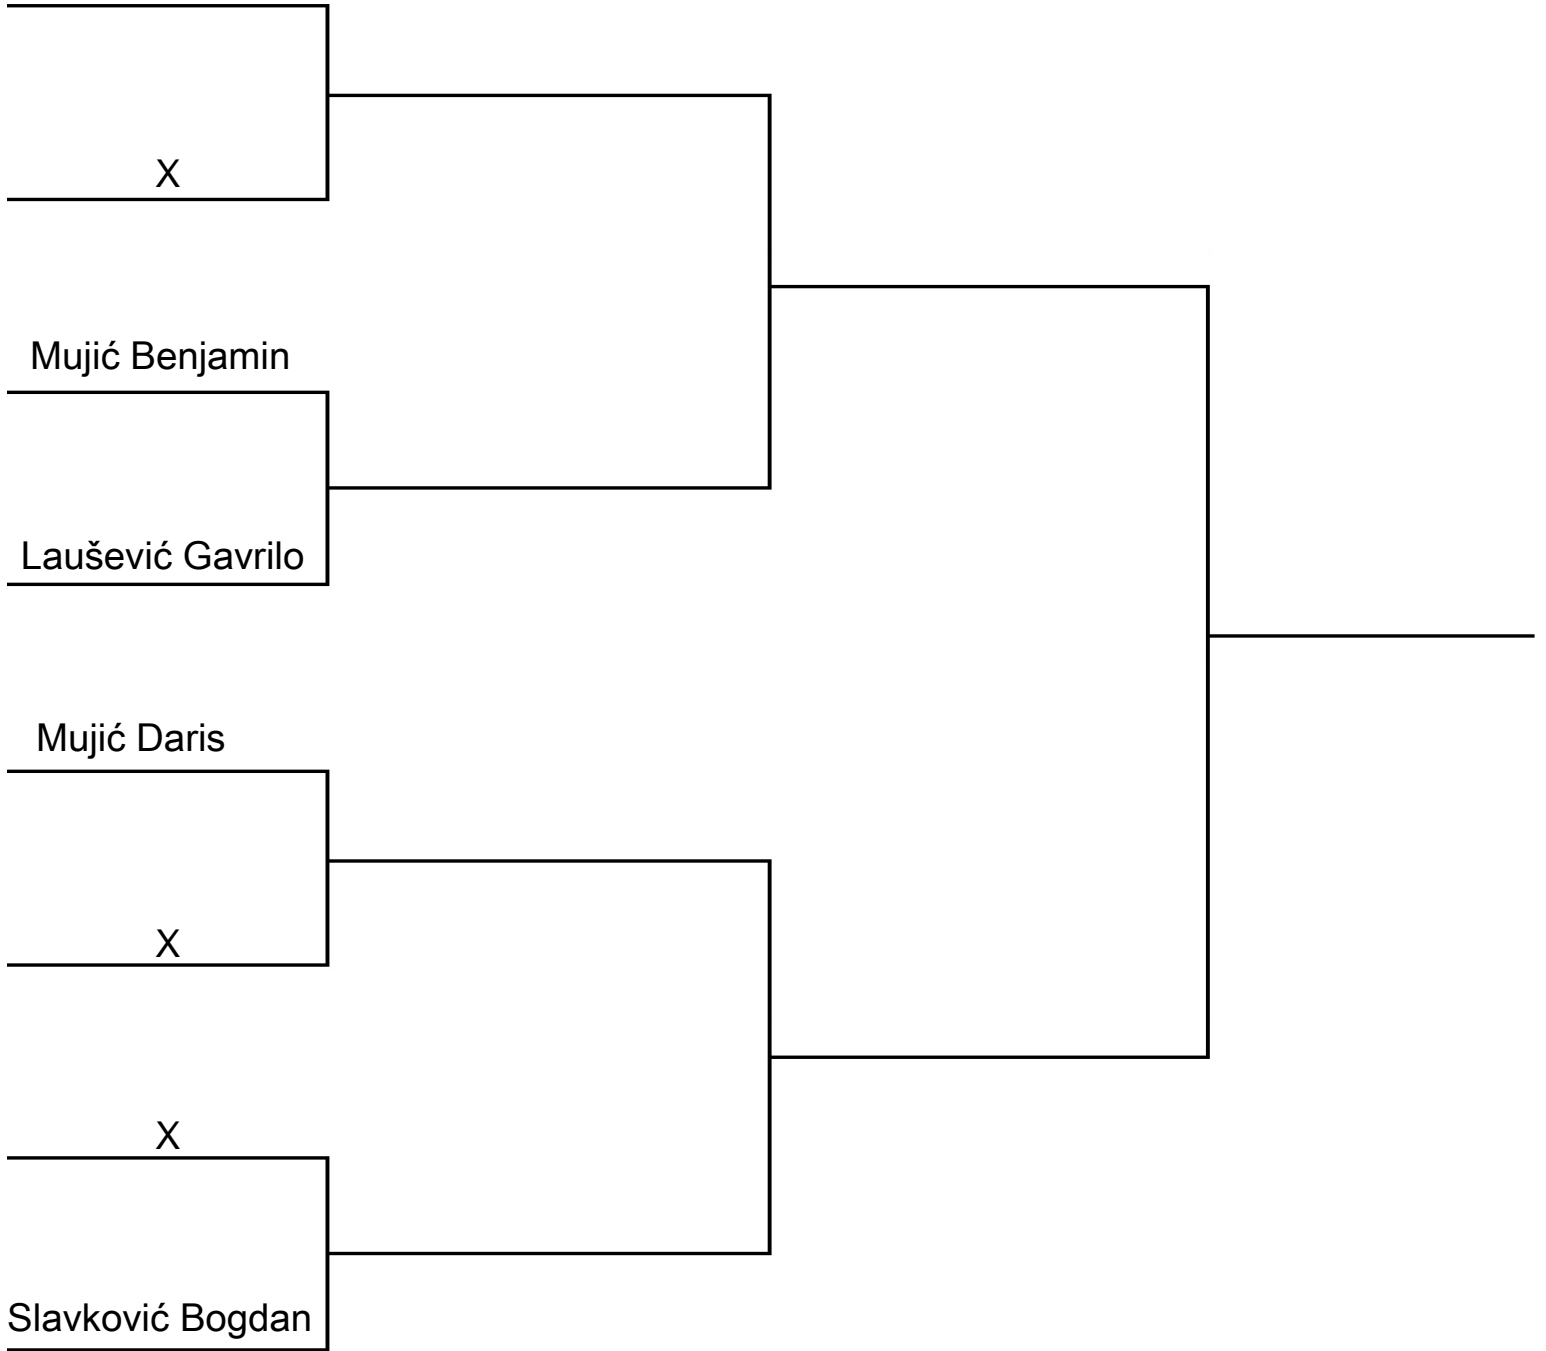 X
Mujić Benjamin
Laušević Gavrilo
Mujić Daris
X
X
Slavković Bogdan